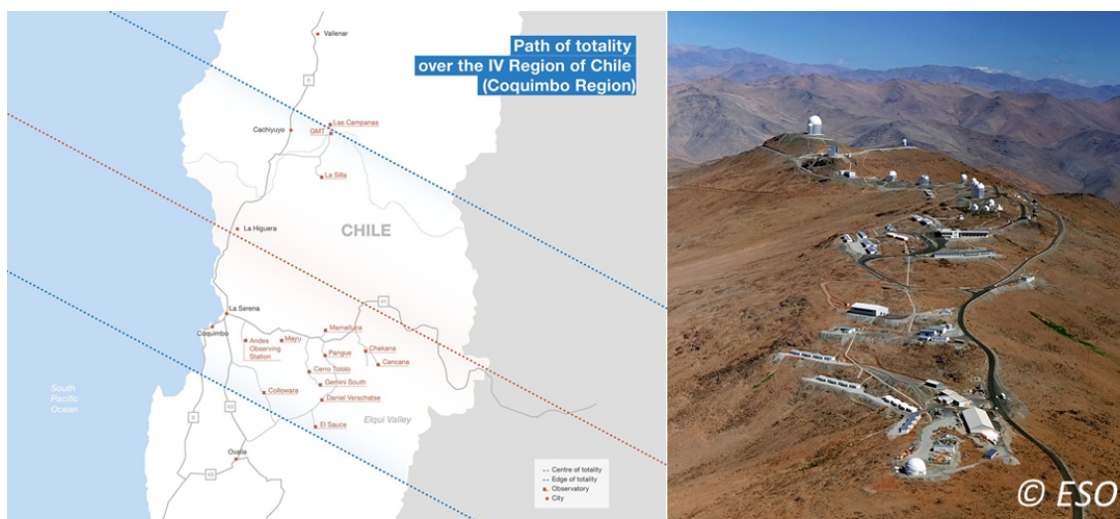 Path of totality
over the IV Region of Chile
(Coquimbo Region)
Vallenar
5
Las Campanas
Cachiyuyo
GMT
La Silla
CHILE
La Higuera
41
La Serena
Coquimbo
Mamalluca
Andes
Observing
Station
Mayu
Pangue
Chakana
Cancana
Cerro Tololo
Gemini South
Collowara
Daniel Verschatse
South
Pacific
Ocean
5
43
El Sauce
Elqui Valley
Ovalle
45
Centre of totality
Edge of totality
Observatory
City
© ESO